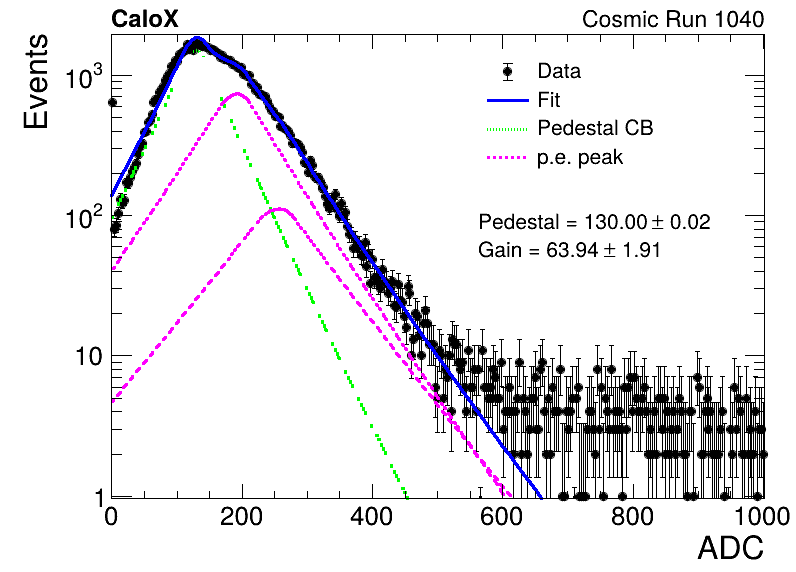 CaloX Cosmic Run 1040
Events
10³
10²
10
1
Data
Fit
Pedestal CB
p.e. peak
Pedestal = 130.00 ± 0.02
Gain = 63.94 ± 1.91
0 200 400 600 800 1000
ADC